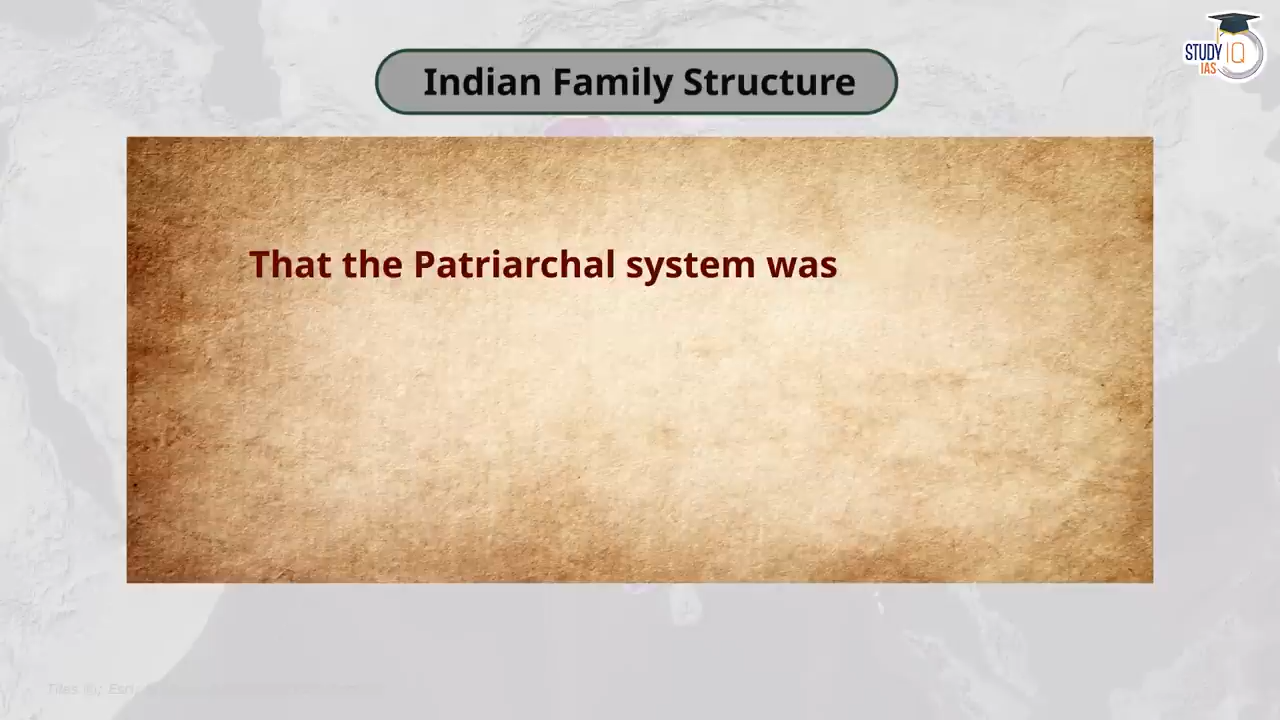 STUDY IQ
IAS
Indian Family Structure
That the Patriarchal system was